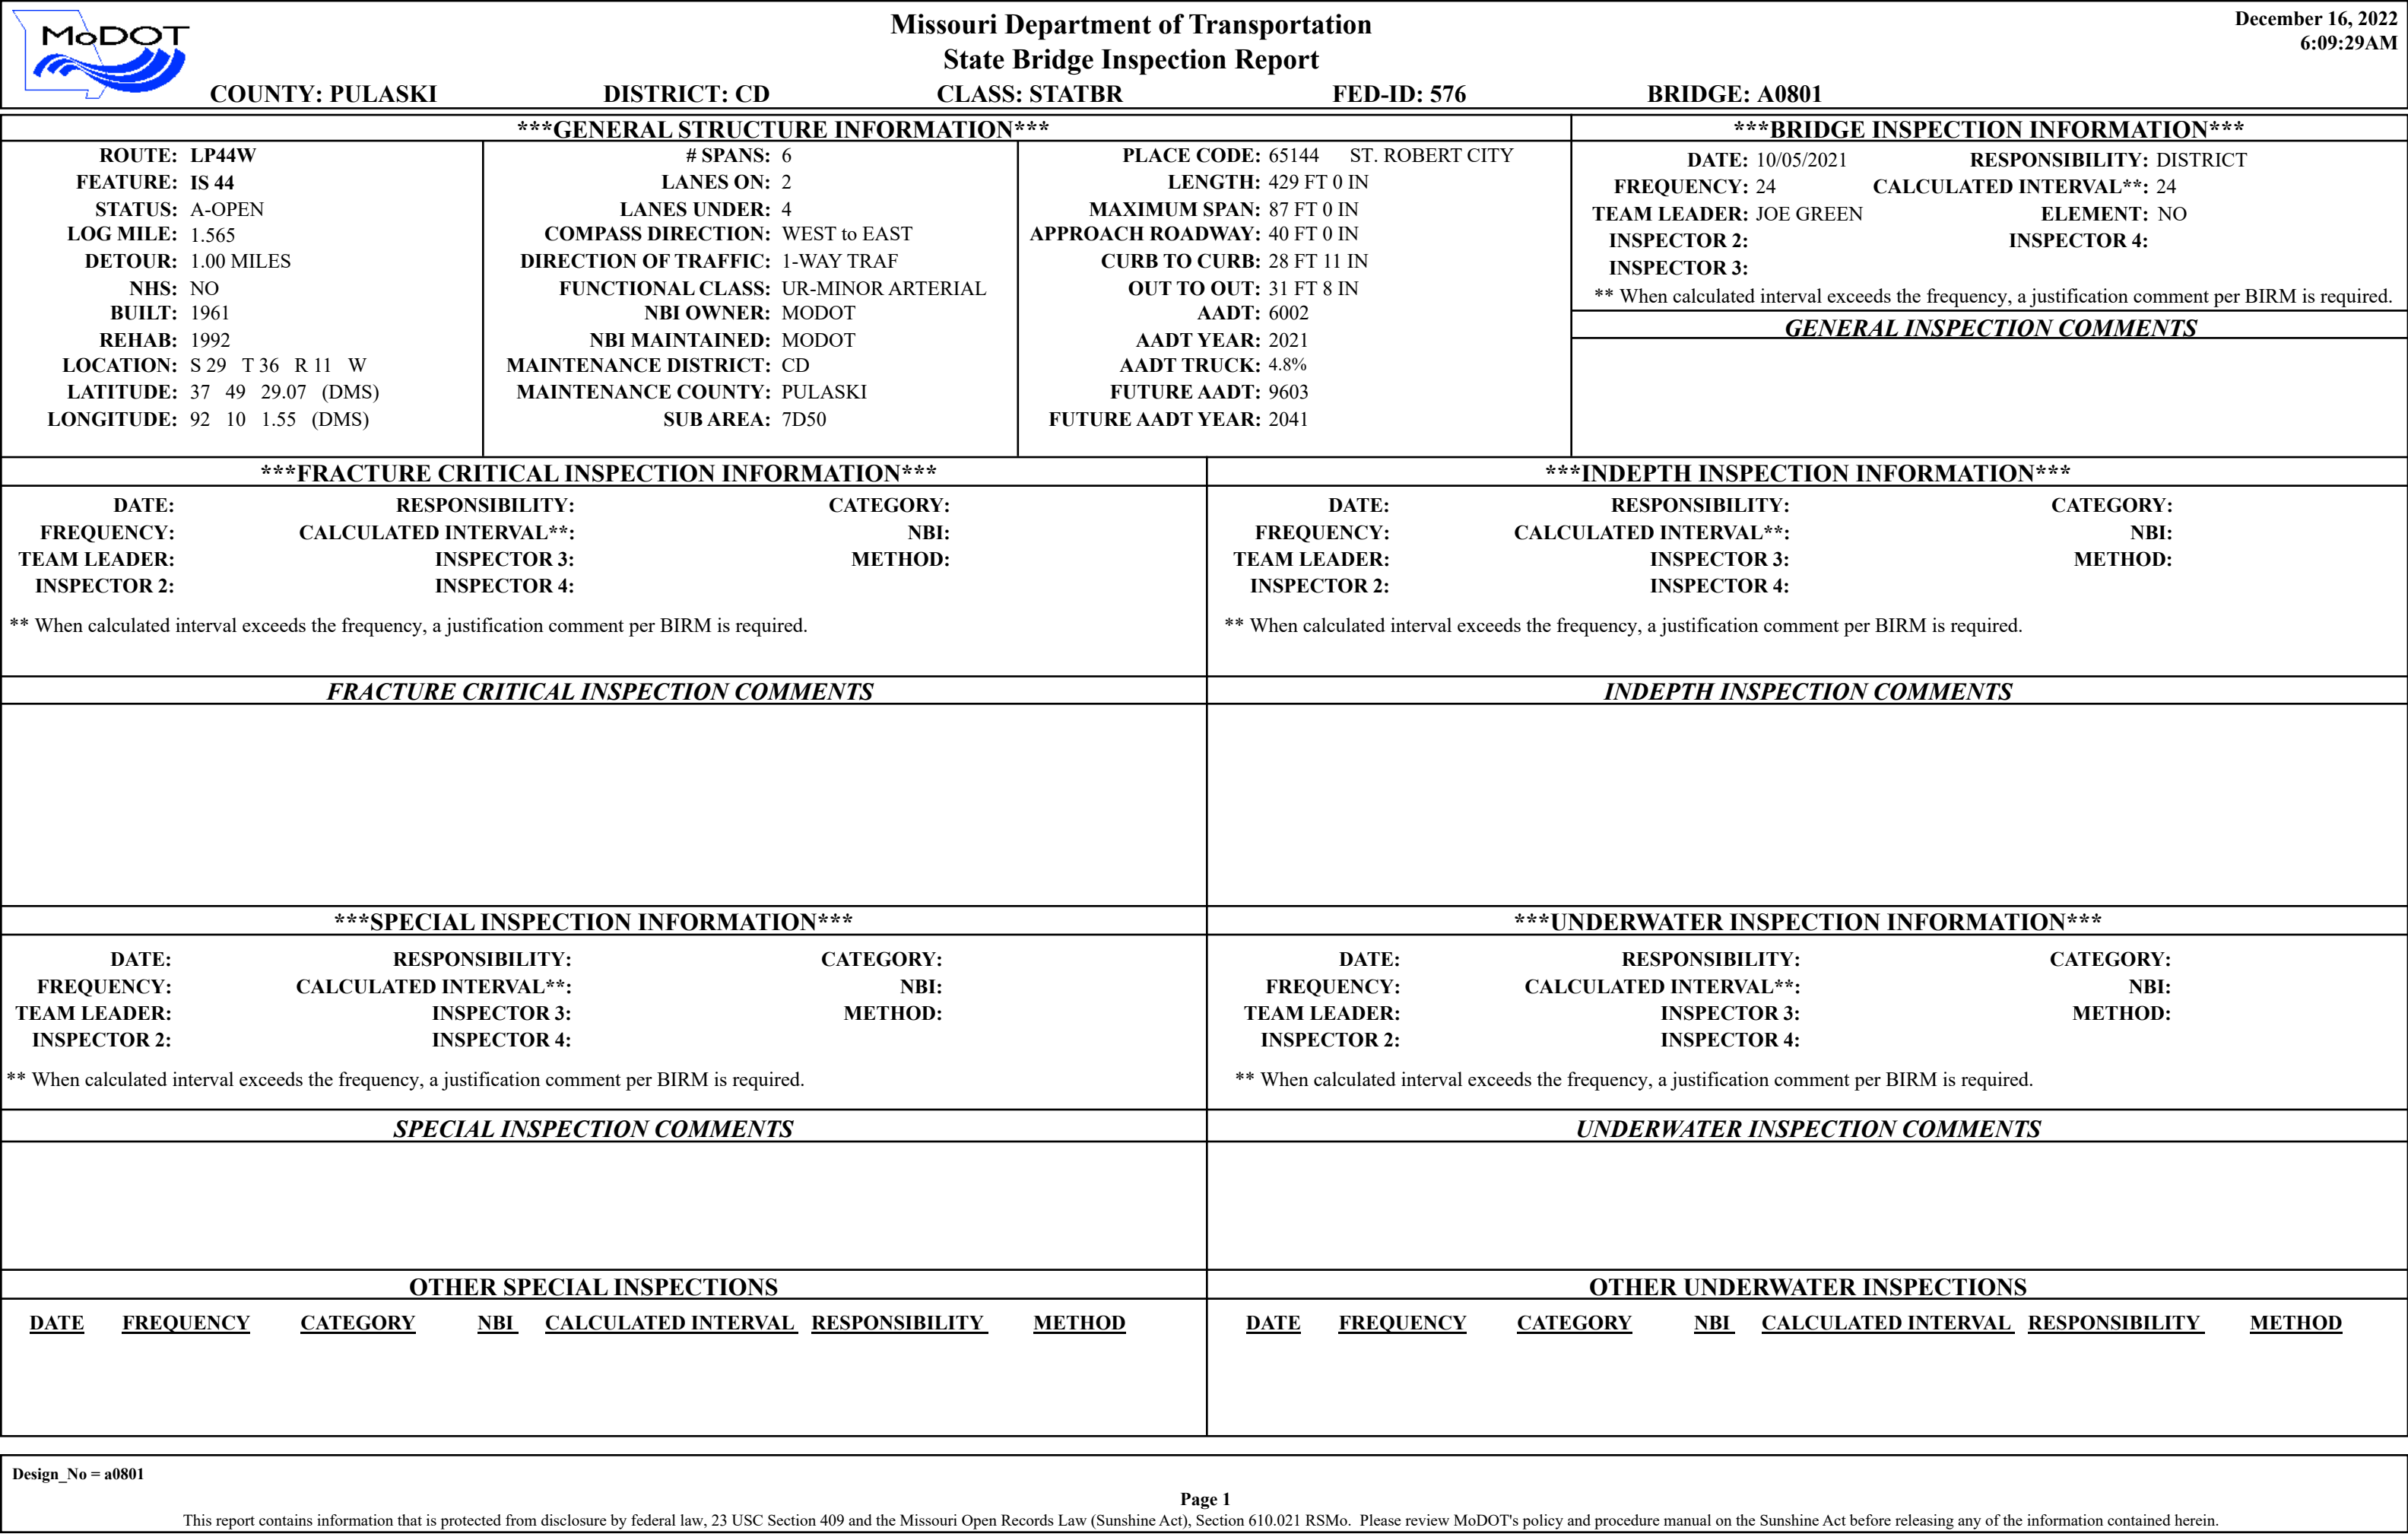 MoDOT
Missouri Department of Transportation
State Bridge Inspection Report
December 16, 2022
6:09:29AM
COUNTY: PULASKI DISTRICT: CD CLASS: STATBR FED-ID: 576 BRIDGE: A0801
***GENERAL STRUCTURE INFORMATION***
ROUTE: LP44W
FEATURE: IS 44
STATUS: A-OPEN
LOG MILE: 1.565
DETOUR: 1.00 MILES
NHS: NO
BUILT: 1961
REHAB: 1992
LOCATION: S 29 T 36 R 11 W
LATITUDE: 37 49 29.07 (DMS)
LONGITUDE: 92 10 1.55 (DMS)
# SPANS: 6
LANES ON: 2
LANES UNDER: 4
COMPASS DIRECTION: WEST to EAST
DIRECTION OF TRAFFIC: 1-WAY TRAF
FUNCTIONAL CLASS: UR-MINOR ARTERIAL
NBI OWNER: MODOT
NBI MAINTAINED: MODOT
MAINTENANCE DISTRICT: CD
MAINTENANCE COUNTY: PULASKI
SUB AREA: 7D50
PLACE CODE: 65144 ST. ROBERT CITY
LENGTH: 429 FT 0 IN
MAXIMUM SPAN: 87 FT 0 IN
APPROACH ROADWAY: 40 FT 0 IN
CURB TO CURB: 28 FT 11 IN
OUT TO OUT: 31 FT 8 IN
AADT: 6002
AADT YEAR: 2021
AADT TRUCK: 4.8%
FUTURE AADT: 9603
FUTURE AADT YEAR: 2041
***BRIDGE INSPECTION INFORMATION***
DATE: 10/05/2021 RESPONSIBILITY: DISTRICT
FREQUENCY: 24 CALCULATED INTERVAL**: 24
TEAM LEADER: JOE GREEN ELEMENT: NO
INSPECTOR 2: INSPECTOR 4:
INSPECTOR 3:
** When calculated interval exceeds the frequency, a justification comment per BIRM is required.
GENERAL INSPECTION COMMENTS
***FRACTURE CRITICAL INSPECTION INFORMATION***
DATE: RESPONSIBILITY: CATEGORY:
FREQUENCY: CALCULATED INTERVAL**: NBI:
TEAM LEADER: INSPECTOR 3: METHOD:
INSPECTOR 2: INSPECTOR 4:
** When calculated interval exceeds the frequency, a justification comment per BIRM is required.
FRACTURE CRITICAL INSPECTION COMMENTS
***INDEPTH INSPECTION INFORMATION***
DATE: RESPONSIBILITY: CATEGORY:
FREQUENCY: CALCULATED INTERVAL**: NBI:
TEAM LEADER: INSPECTOR 3: METHOD:
INSPECTOR 2: INSPECTOR 4:
** When calculated interval exceeds the frequency, a justification comment per BIRM is required.
INDEPTH INSPECTION COMMENTS
***SPECIAL INSPECTION INFORMATION***
DATE: RESPONSIBILITY: CATEGORY:
FREQUENCY: CALCULATED INTERVAL**: NBI:
TEAM LEADER: INSPECTOR 3: METHOD:
INSPECTOR 2: INSPECTOR 4:
** When calculated interval exceeds the frequency, a justification comment per BIRM is required.
SPECIAL INSPECTION COMMENTS
***UNDERWATER INSPECTION INFORMATION***
DATE: RESPONSIBILITY: CATEGORY:
FREQUENCY: CALCULATED INTERVAL**: NBI:
TEAM LEADER: INSPECTOR 3: METHOD:
INSPECTOR 2: INSPECTOR 4:
** When calculated interval exceeds the frequency, a justification comment per BIRM is required.
UNDERWATER INSPECTION COMMENTS
OTHER SPECIAL INSPECTIONS
DATE FREQUENCY CATEGORY NBI CALCULATED INTERVAL RESPONSIBILITY METHOD
OTHER UNDERWATER INSPECTIONS
DATE FREQUENCY CATEGORY NBI CALCULATED INTERVAL RESPONSIBILITY METHOD
Design_No = a0801
Page 1
This report contains information that is protected from disclosure by federal law, 23 USC Section 409 and the Missouri Open Records Law (Sunshine Act), Section 610.021 RSMo. Please review MoDOT's policy and procedure manual on the Sunshine Act before releasing any of the information contained herein.